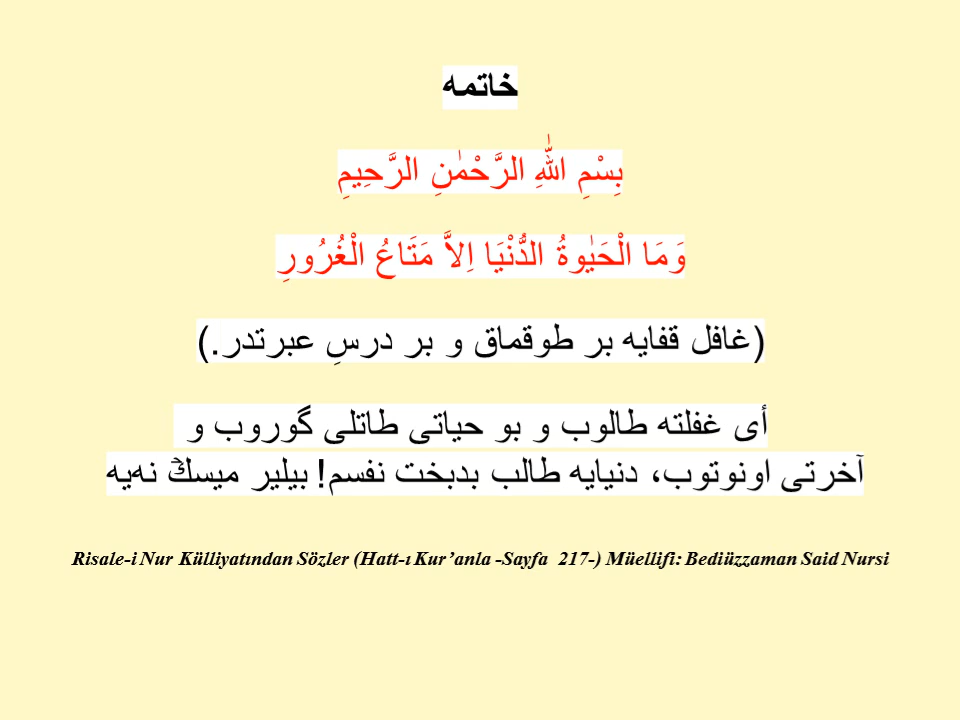 خاتمه
بِسْمِ اللّٰهِ الرَّحْمٰنِ الرَّحِيمِ
وَمَا الْحَيٰوةُ الدُّنْيَا اِلاَّ مَتَاعُ الْغُرُورِ
(غافل قفايه بر طوقماق و بر درسِ عبرتدر.)
أى غفلته طالوب و بو حياتى طاتلى گوروب و
آخرتى اونوتوب، دنيايه طالب بدبخت نفسم! بيلير ميسڭ نه‌يه
Risale-i Nur Külliyatından Sözler (Hatt-ı Kur’anla -Sayfa 217-) Müellifi: Bediüzzaman Said Nursi